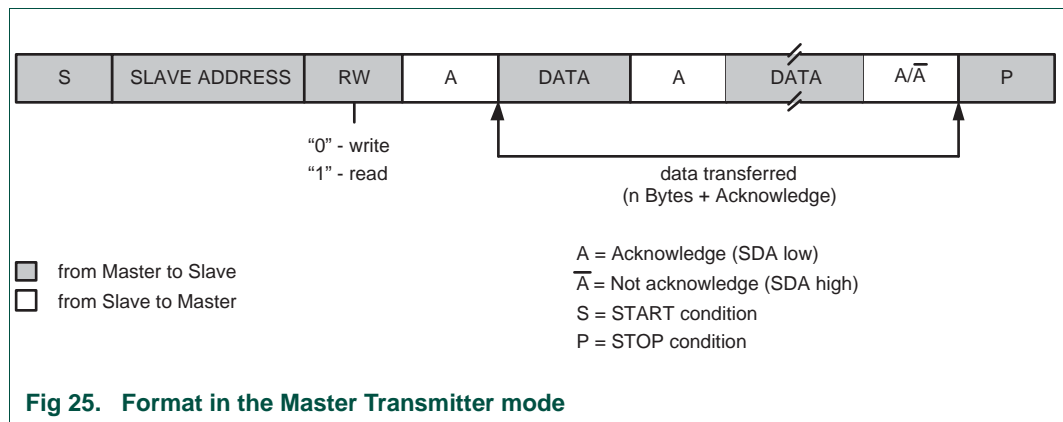 S SLAVE ADDRESS RW A DATA A DATA A/A̅ P
“0” - write
“1” - read
data transferred
(n Bytes + Acknowledge)
A = Acknowledge (SDA low)
A̅ = Not acknowledge (SDA high)
S = START condition
P = STOP condition
from Master to Slave
from Slave to Master
Fig 25. Format in the Master Transmitter mode